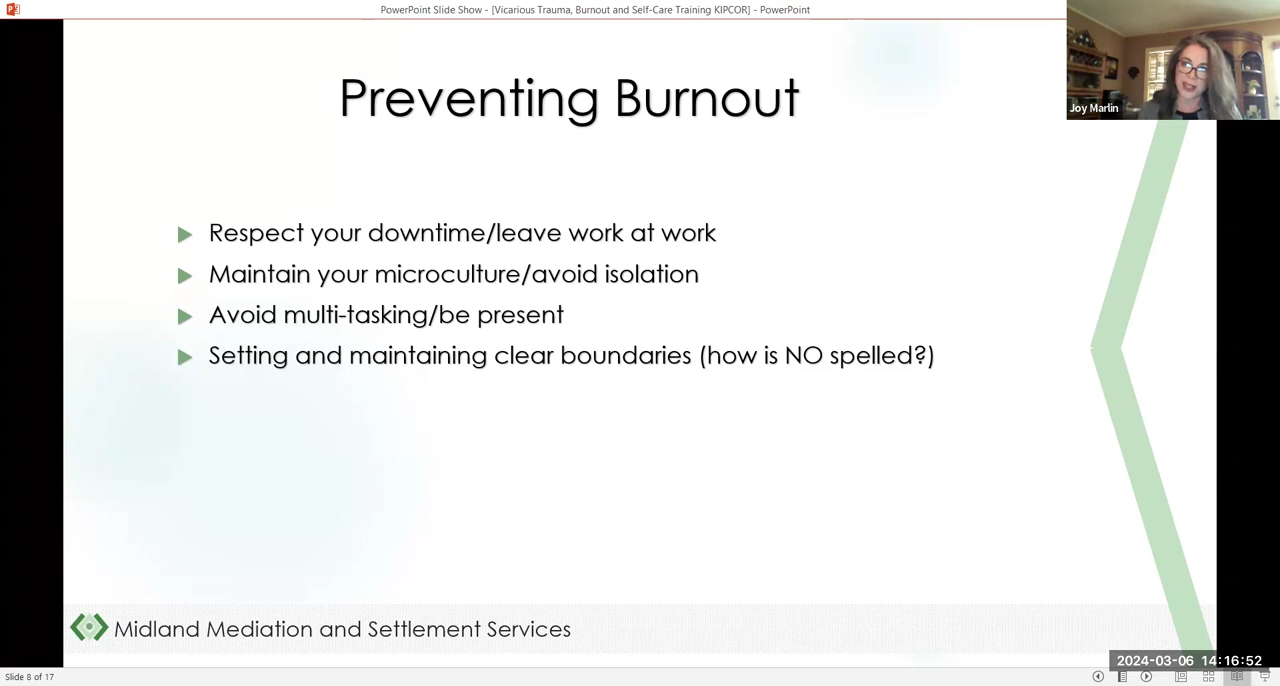 PowerPoint Slide Show - [Vicarious Trauma, Burnout and Self-Care Training KIPCOR] - PowerPoint
Joy Marlin
Preventing Burnout
Respect your downtime/leave work at work
Maintain your microculture/avoid isolation
Avoid multi-tasking/be present
Setting and maintaining clear boundaries (how is NO spelled?)
Midland Mediation and Settlement Services
2024-03-06 14:16:52
Slide 8 of 17